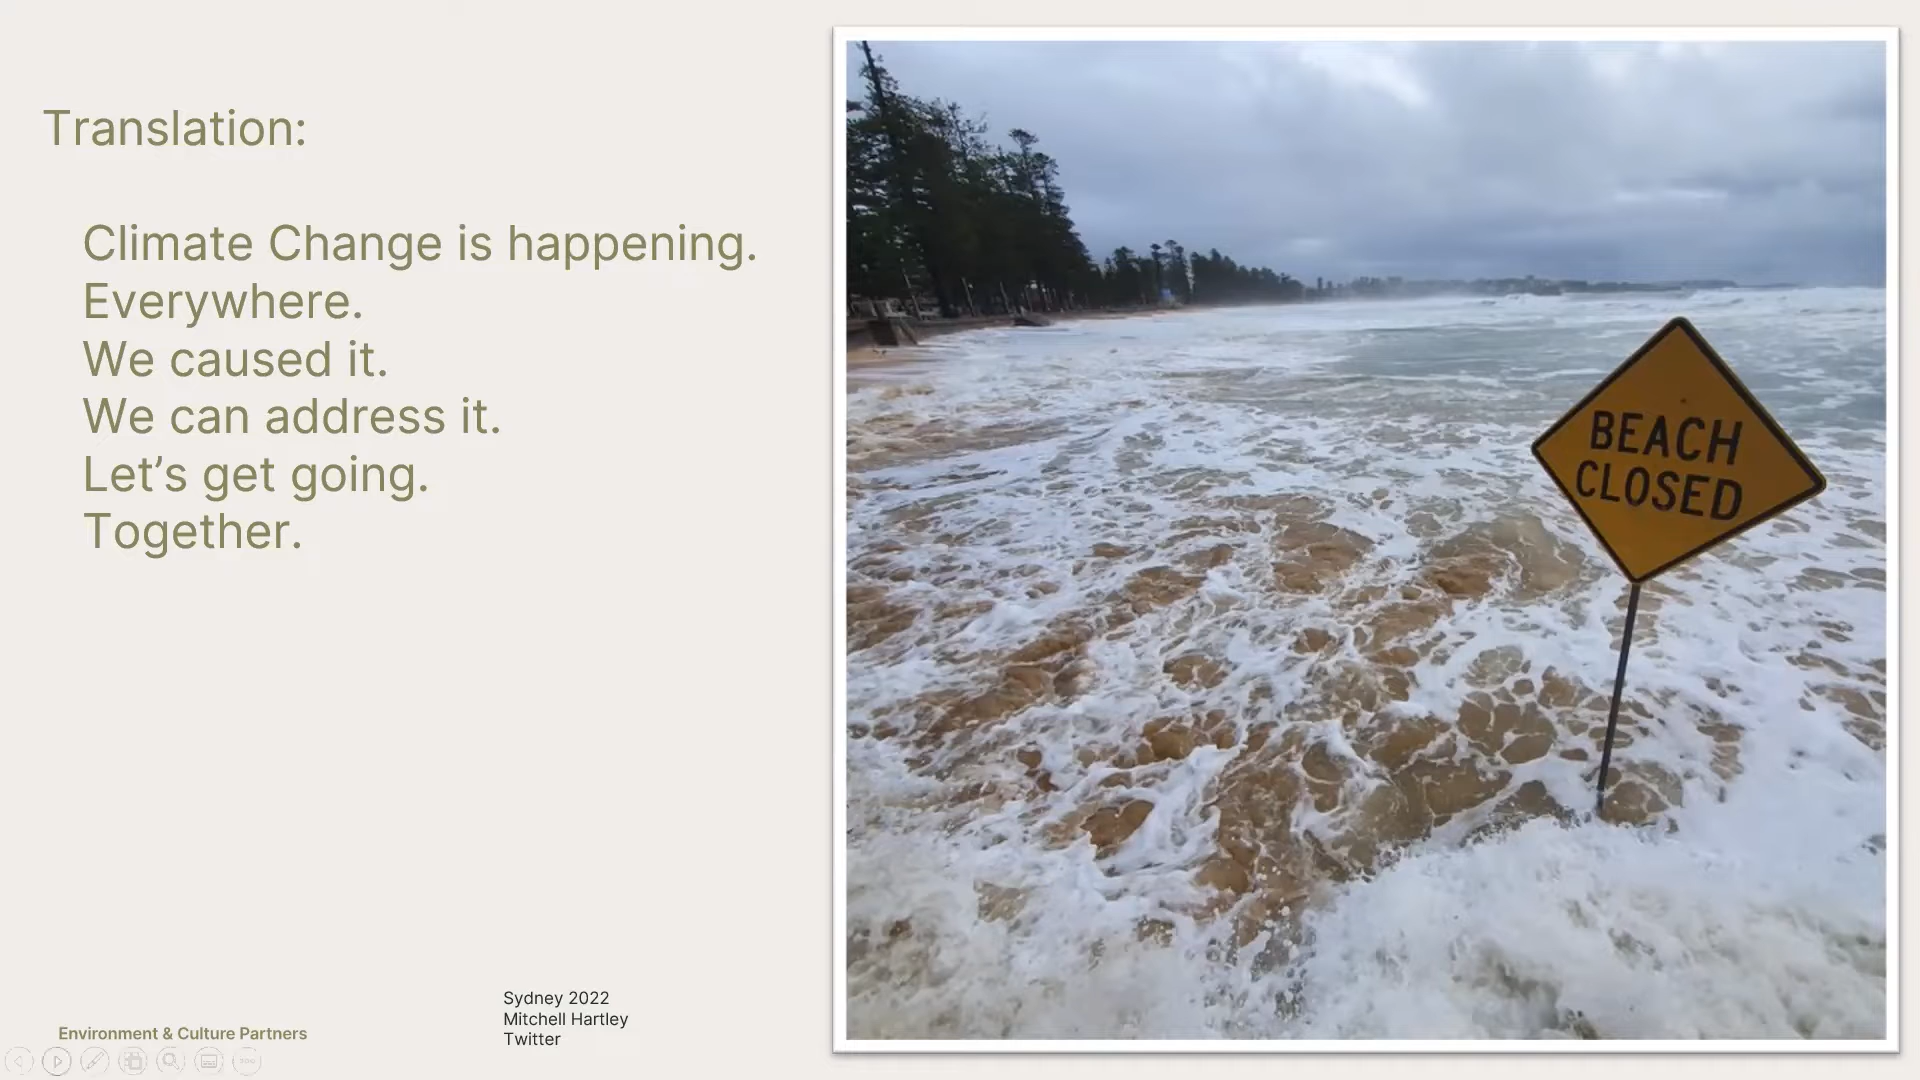 Translation:
Climate Change is happening.
Everywhere.
We caused it.
We can address it.
Let’s get going.
Together.
BEACH
CLOSED
Sydney 2022
Mitchell Hartley
Twitter
Environment & Culture Partners